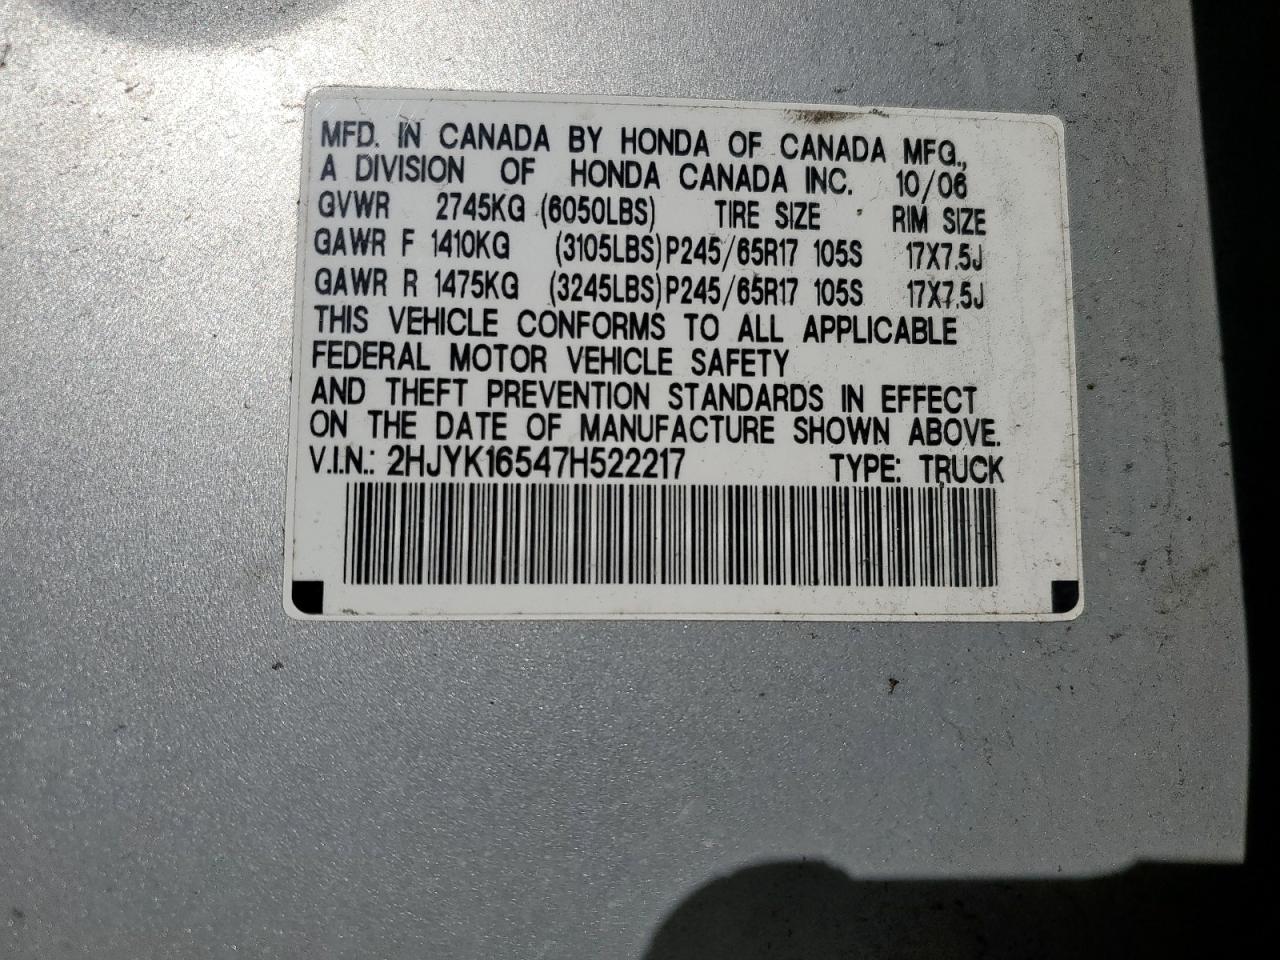 MFD. IN CANADA BY HONDA OF CANADA MFG.,
A DIVISION OF HONDA CANADA INC. 10/06
GVWR 2745KG (6050LBS) TIRE SIZE RIM SIZE
GAWR F 1410KG (3105LBS) P245/65R17 105S 17X7.5J
GAWR R 1475KG (3245LBS) P245/65R17 105S 17X7.5J
THIS VEHICLE CONFORMS TO ALL APPLICABLE
FEDERAL MOTOR VEHICLE SAFETY
AND THEFT PREVENTION STANDARDS IN EFFECT
ON THE DATE OF MANUFACTURE SHOWN ABOVE.
V.I.N.: 2HJYK16547H522217 TYPE: TRUCK